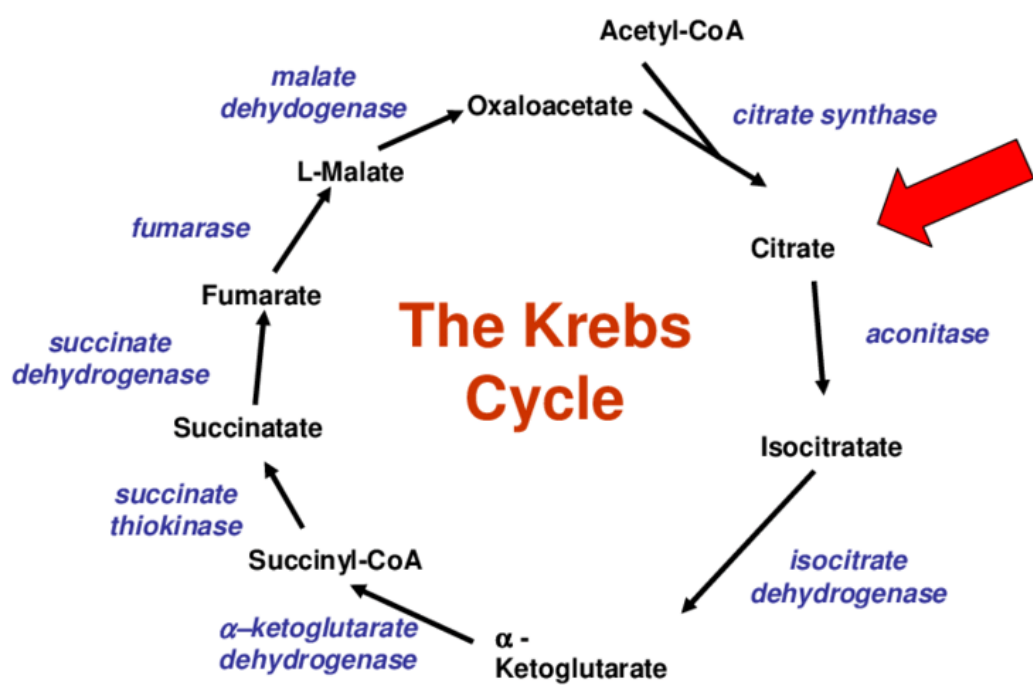 Acetyl-CoA
malate
dehydogenase
Oxaloacetate
citrate synthase
L-Malate
fumarase
Citrate
Fumarate
The Krebs
Cycle
aconitase
succinate
dehydrogenase
Succinatate
Isocitratate
succinate
thiokinase
Succinyl-CoA
isocitrate
dehydrogenase
α–ketoglutarate
dehydrogenase
α -
Ketoglutarate